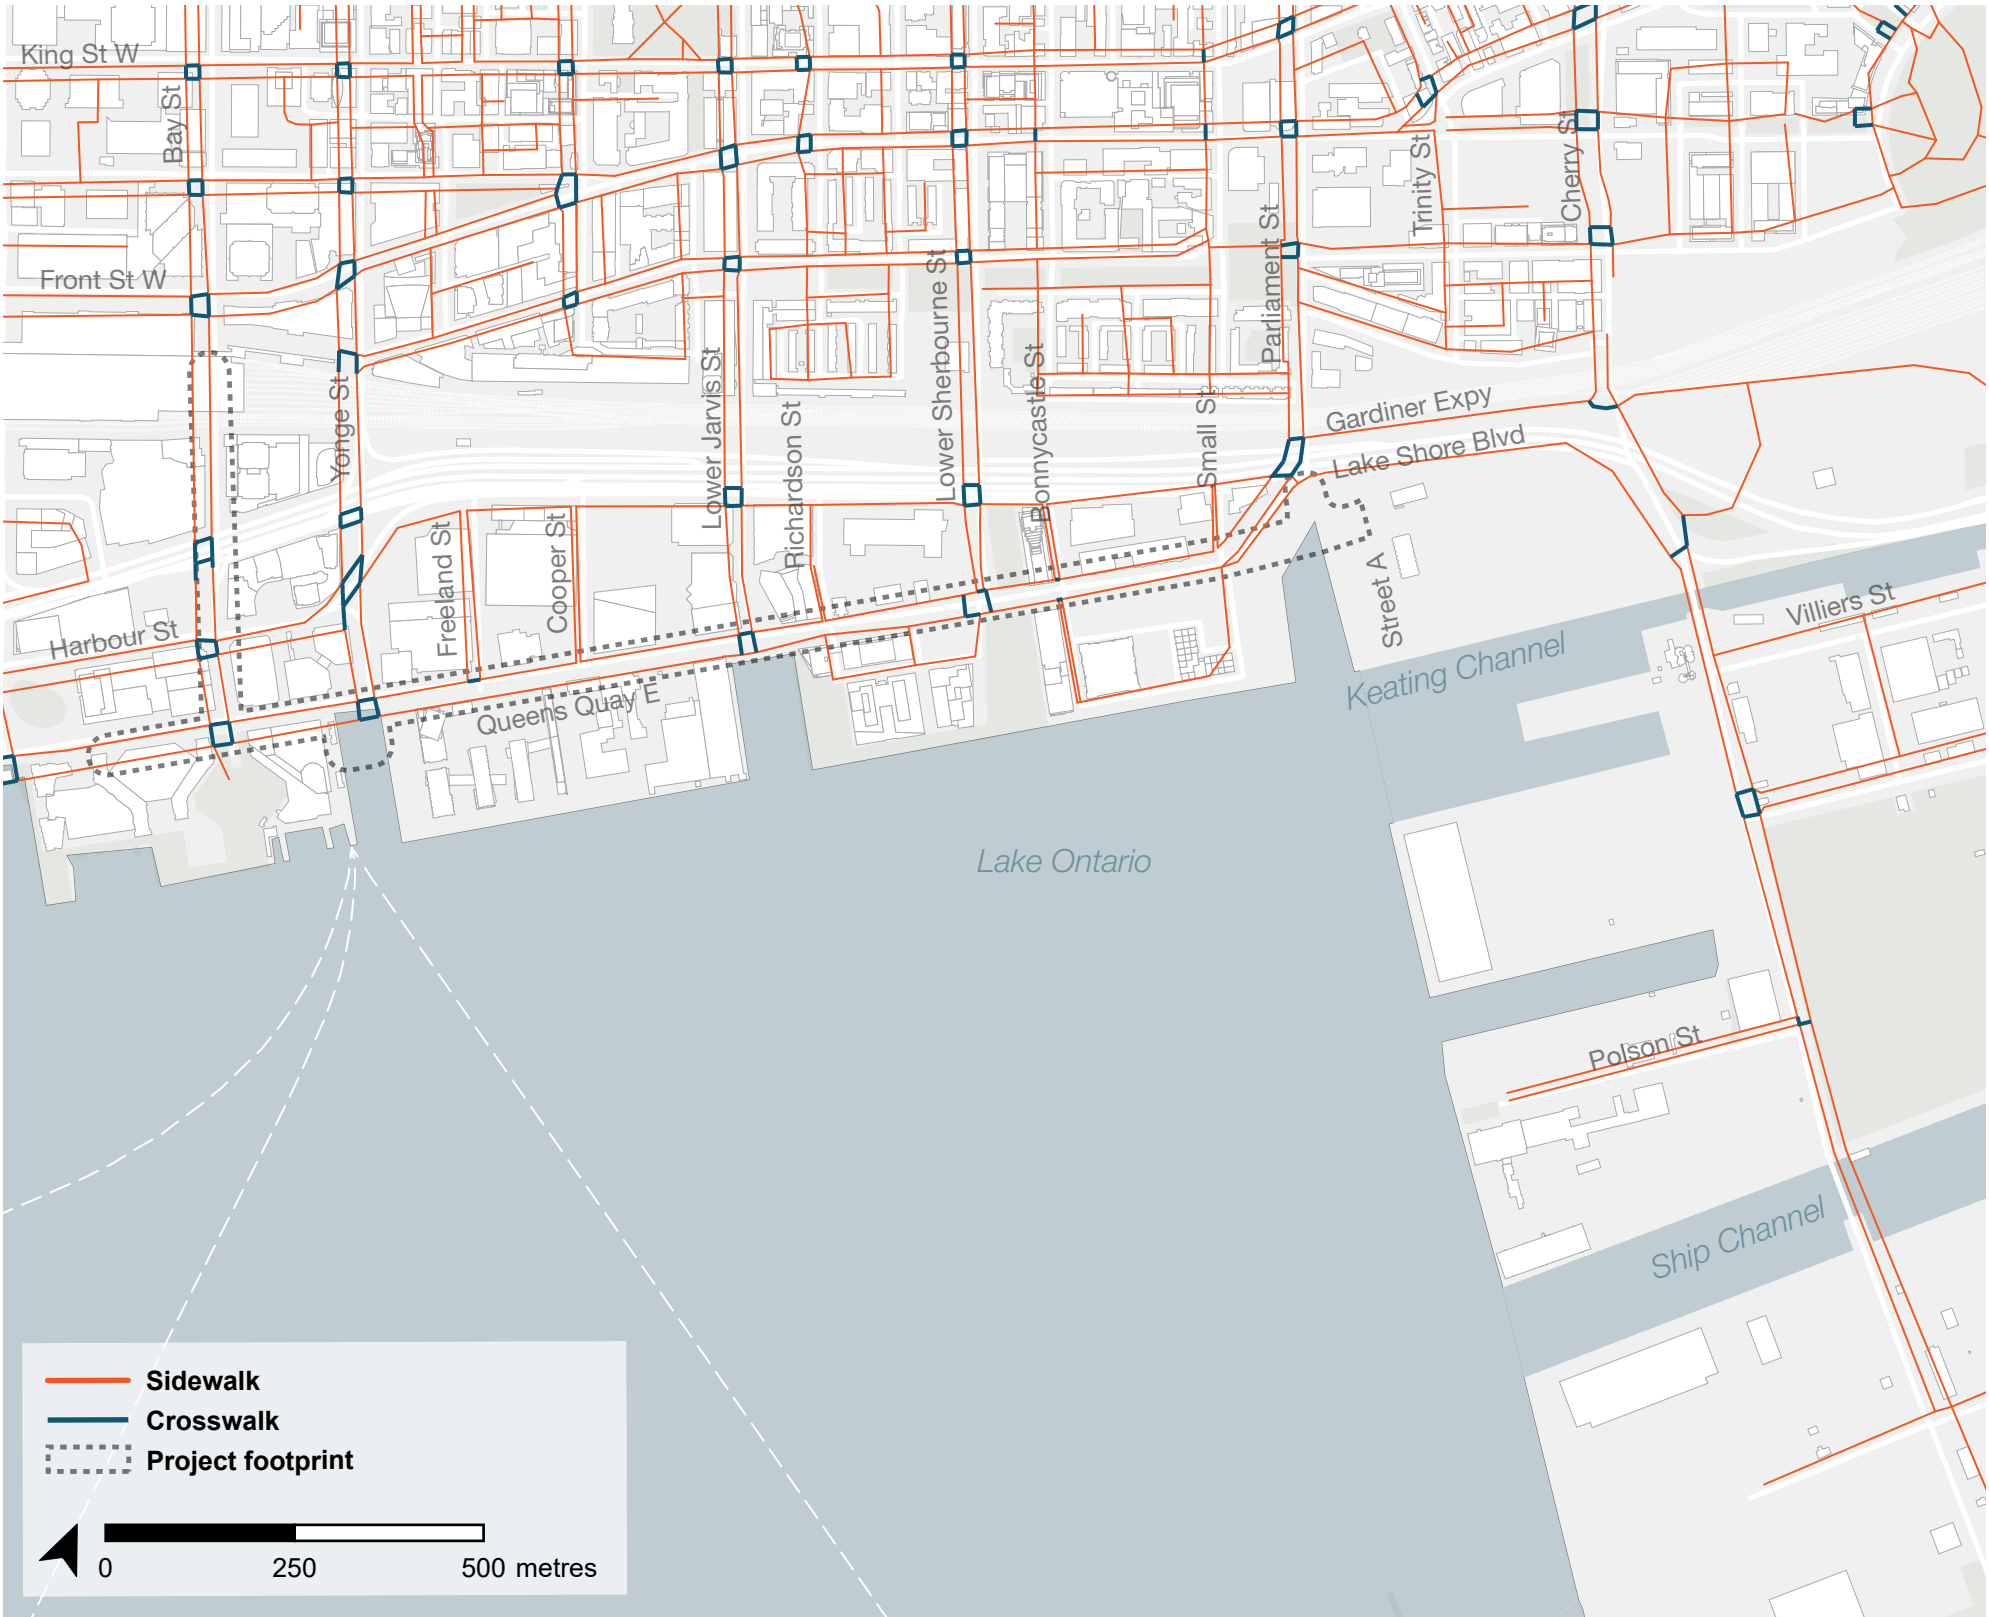 King St W
Bay St
Front St W
Yonge St
Lower Jarvis St
Richardson St
Lower Sherbourne St
Bonnycastle St
Small St
Parliament St
Trinity St
Cherry St
Gardiner Expy
Lake Shore Blvd
Freeland St
Cooper St
Harbour St
Queens Quay E
Street A
Keating Channel
Villiers St
Lake Ontario
Polson St
Ship Channel
Sidewalk
Crosswalk
Project footprint
0 250 500 metres